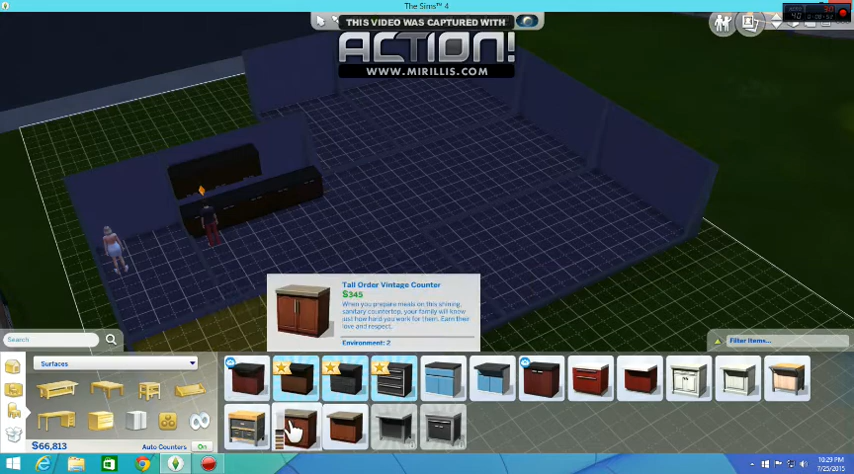 The Sims™ 4
THIS VIDEO WAS CAPTURED WITH
ACTION!
WWW.MIRILLIS.COM
Tall Order Vintage Counter
$345
When you prepare meals on this shining,
sanitary countertop, your family will know
just how hard you work for them. Earn their
love and respect.
Environment: 2
Search
Filter Items...
Surfaces
$66,813
Auto Counters
On
10:29 PM
7/25/2015